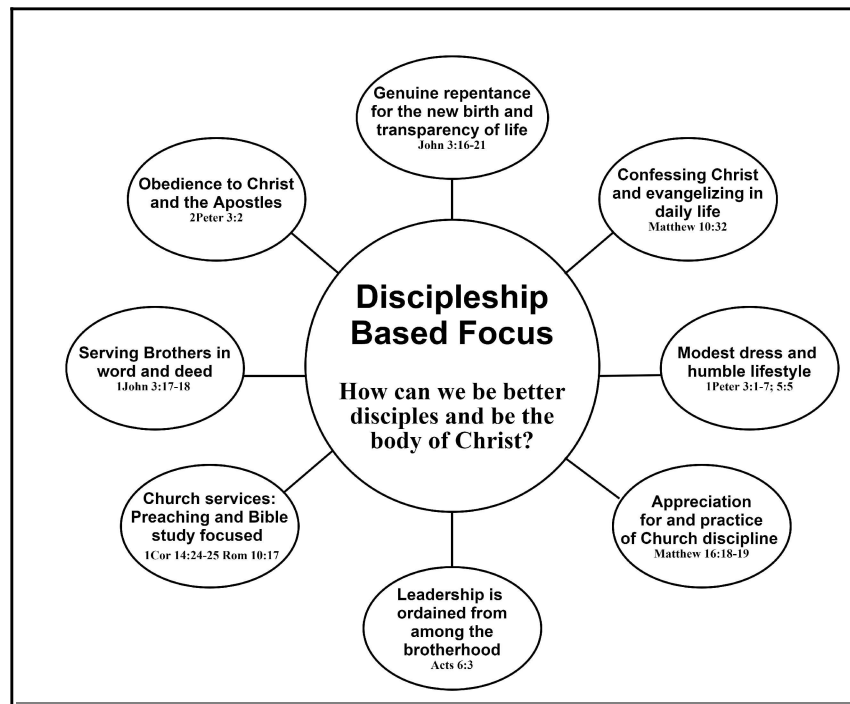 Genuine repentance
for the new birth and
transparency of life
John 3:16-21
Confessing Christ
and evangelizing in
daily life
Matthew 10:32
Modest dress and
humble lifestyle
1Peter 3:1-7; 5:5
Appreciation
for and practice
of Church discipline
Matthew 16:18-19
Leadership is
ordained from
among the
brotherhood
Acts 6:3
Church services:
Preaching and Bible
study focused
1Cor 14:24-25 Rom 10:17
Serving Brothers in
word and deed
1John 3:17-18
Obedience to Christ
and the Apostles
2Peter 3:2
Discipleship
Based Focus
How can we be better
disciples and be the
body of Christ?